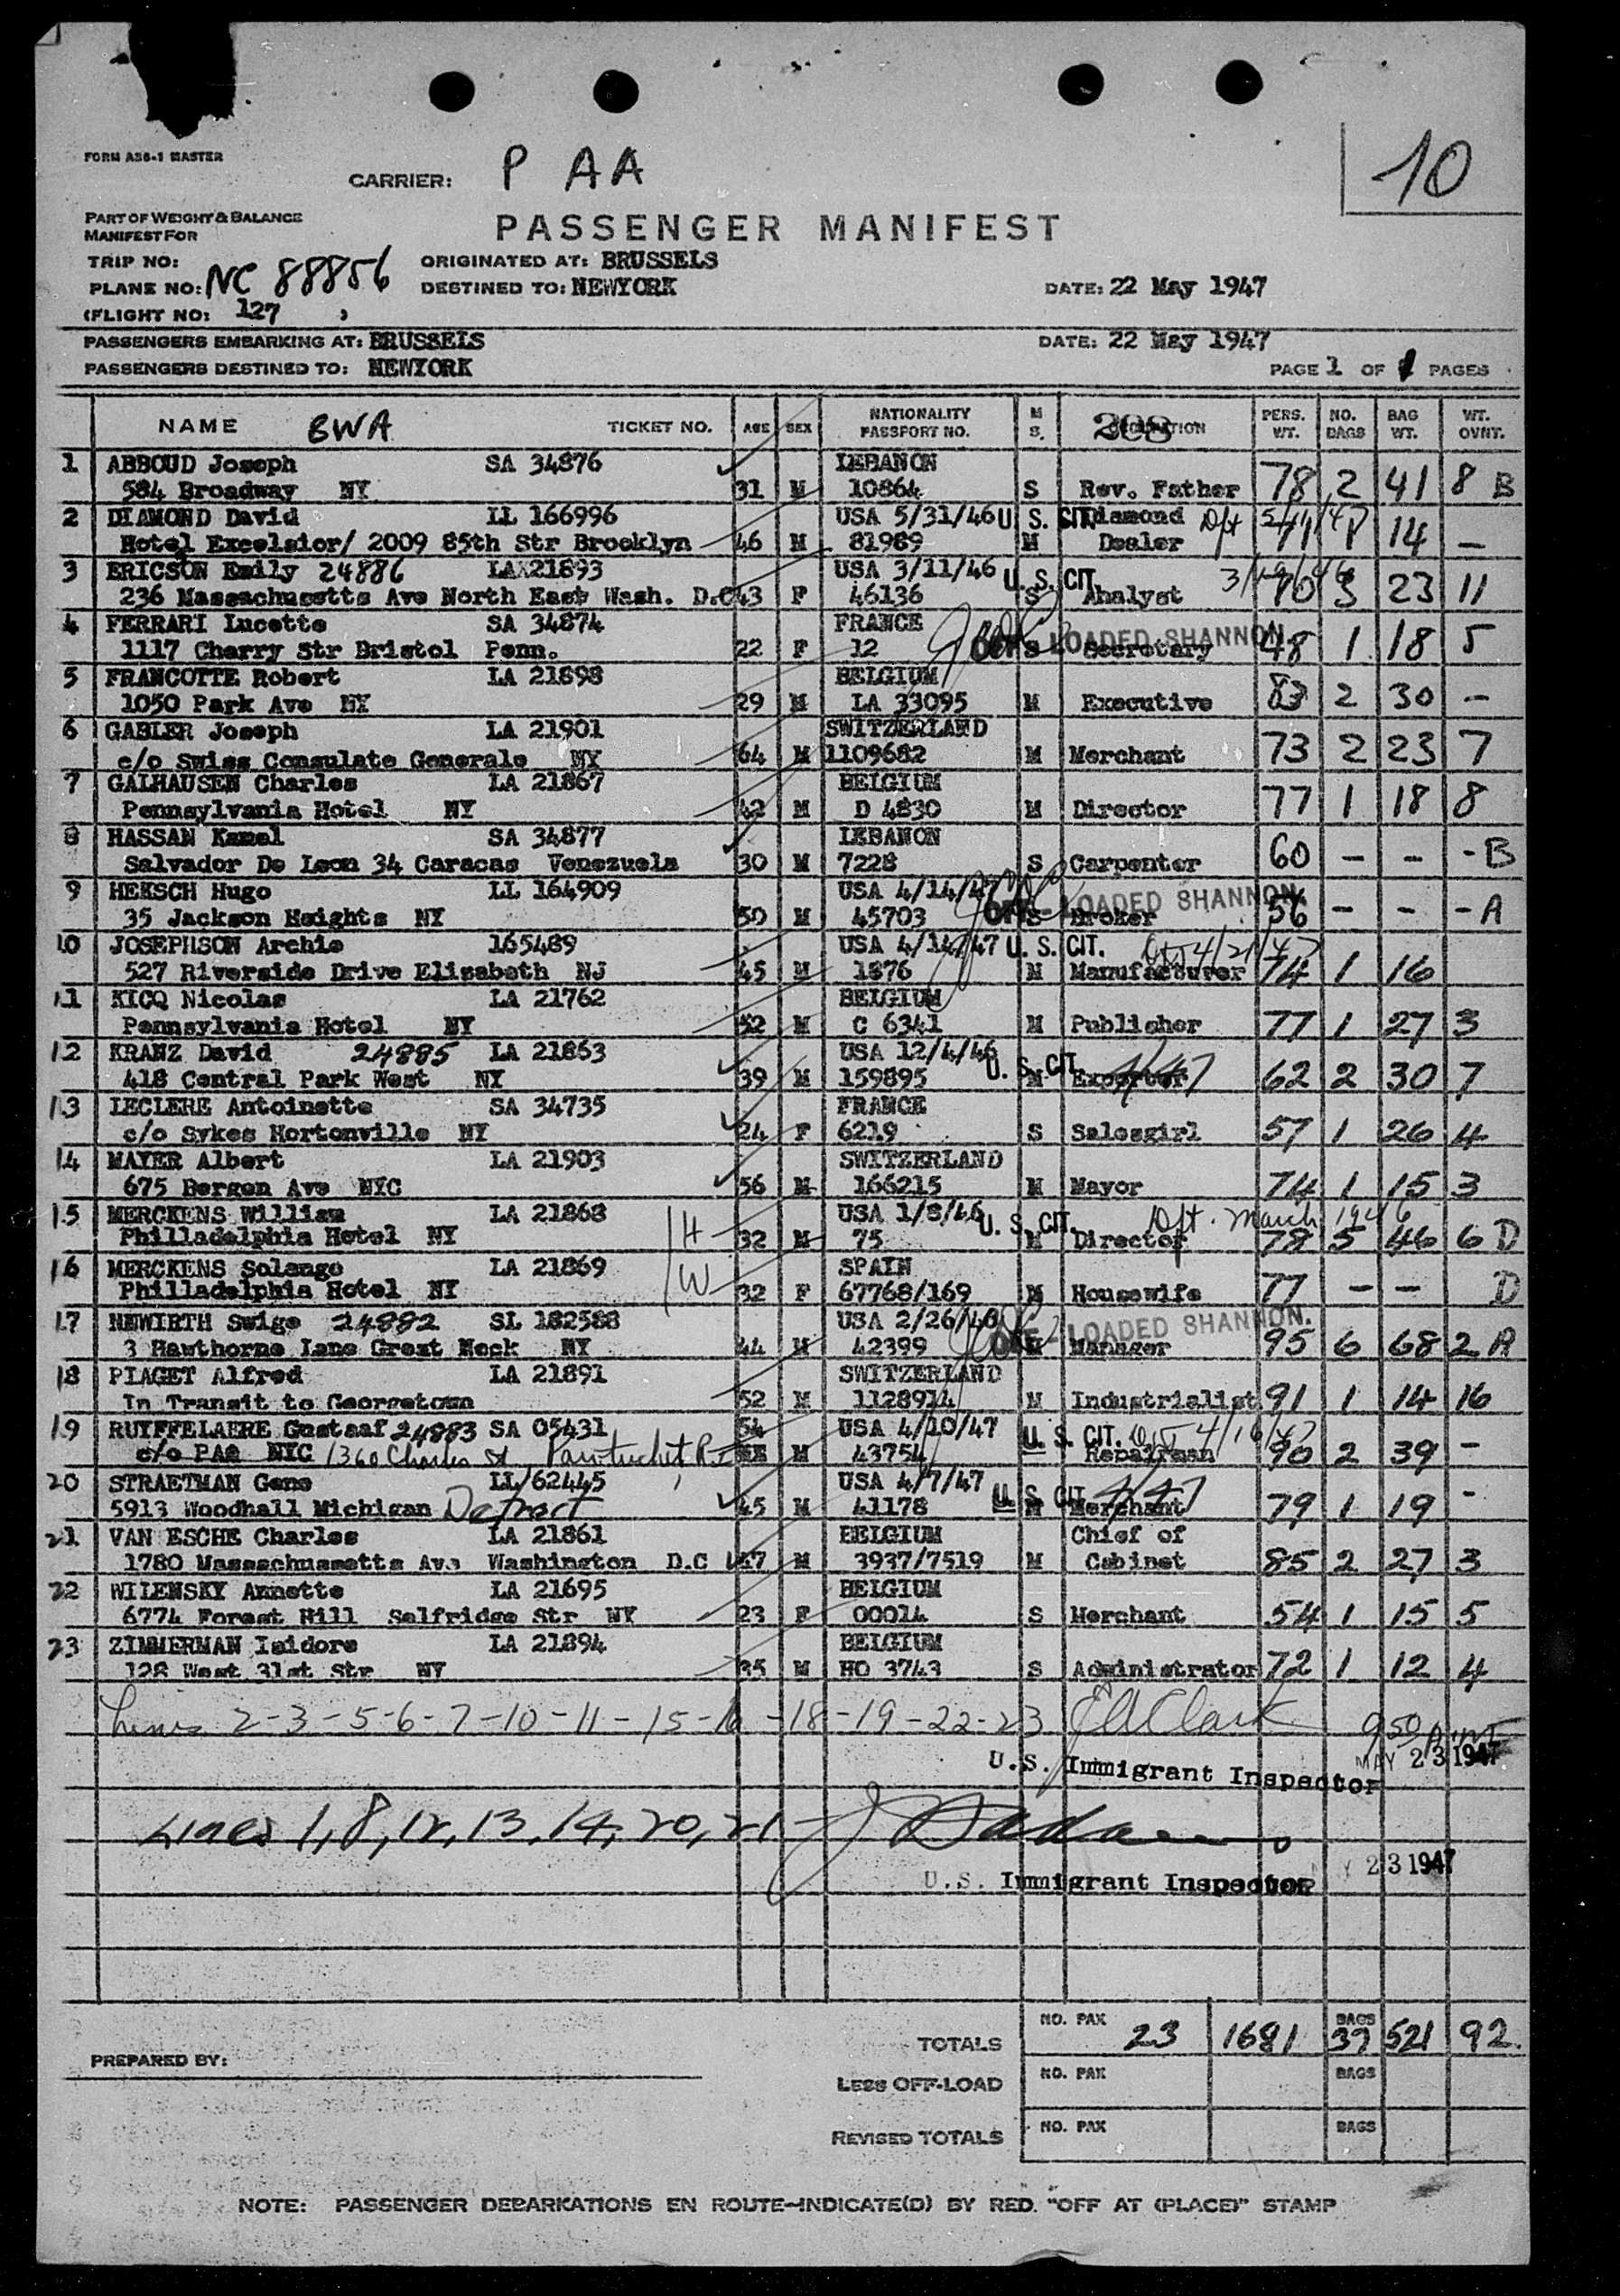 FORM AS6-1 MASTER
CARRIER: P AA
10
PART OF WEIGHT & BALANCE
MANIFEST FOR
PASSENGER MANIFEST
TRIP NO:
ORIGINATED AT: BRUSSELS
PLANE NO: NC 88856
DESTINED TO: NEWYORK
DATE: 22 May 1947
(FLIGHT NO: 127 )
PASSENGERS EMBARKING AT: BRUSSELS
DATE: 22 May 1947
PASSENGERS DESTINED TO: NEWYORK
PAGE 1 OF 1 PAGES
NAME BWA TICKET NO. AGE SEX NATIONALITY PASSPORT NO. M S. 208 PERS. WT. NO. BAGS BAG WT. WT. OVNT.
1 ABBOUD Joseph SA 34876 LEBANON
584 Broadway NY 31 M 10864 S Rev. Father 78 2 41 8 B
2 DIAMOND David LL 166996 USA 5/31/46 U. S. CIT. Diamond
Hotel Excelsior/ 2009 85th Str Brooklyn 46 M 81989 M Dealer 14 —
3 ERICSON Emily 24886 LAX21893 USA 3/11/46 U. S. CIT.
236 Massachusetts Ave North East Wash. D.C 43 F 46136 S Analyst 70 3 23 11
4 FERRARI Lucette SA 34874 FRANCE OFF-LOADED SHANNON
1117 Cherry Str Bristol Penn. 22 F 12 S Secretary 48 1 18 5
5 FRANCOTTE Robert LA 21898 BELGIUM
1050 Park Ave NY 29 M LA 33095 M Executive 83 2 30 -
6 GABLER Joseph LA 21901 SWITZERLAND
c/o Swiss Consulate Generale NY 64 M 1109682 M Merchant 73 2 23 7
7 GALHAUSEN Charles LA 21867 BELGIUM
Pennsylvania Hotel NY 42 M D 4830 M Director 77 1 18 8
8 HASSAN Kamel SA 34877 LEBANON
Salvador De Leon 34 Caracas Venezuela 30 M 7228 S Carpenter 60 - - - B
9 HEKSCH Hugo LL 164909 USA 4/14/47 OFF-LOADED SHANNON.
35 Jackson Heights NY 50 M 45703 S Broker 56 - - - A
10 JOSEPHSON Archie 165489 USA 4/14/47 U. S. CIT. 4/21/47
527 Riverside Drive Elisabeth NJ 45 M 1876 M Manufacturer 74 1 16
11 KICQ Nicolas LA 21762 BELGIUM
Pennsylvania Hotel NY 52 M C 6341 M Publisher 77 1 27 3
12 KRANZ David 24885 LA 21863 USA 12/4/46 U. S. CIT.
418 Central Park West NY 39 M 159895 M Exporter 62 2 30 7
13 LECLERE Antoinette SA 34735 FRANCE
c/o Sykes Hortonville NY 24 F 6219 S Salesgirl 57 1 26 4
14 MAYER Albert LA 21903 SWITZERLAND
675 Bergen Ave NYC 56 M 166215 M Mayor 74 1 15 3
15 MERCKENS William LA 21868 USA 1/8/46 U. S. CIT. Dft. March 1946
Philladelphia Hotel NY H 32 M 75 M Director 78 5 46 6 D
16 MERCKENS Solange LA 21869 SPAIN
Philladelphia Hotel NY W 32 F 67768/169 M Housewife 77 - - D
17 NEWIRTH Swigo 24882 SL 182588 USA 2/26/46 OFF-LOADED SHANNON.
3 Hawthorne Lane Great Neck NY 44 M 42399 Manager 95 6 68 2 A
18 PIAGET Alfred LA 21891 SWITZERLAND
In Transit to Georgetown 52 M 1128914 M Industrialist 91 1 14 16
19 RUYFFELAERE Gustaaf 24883 SA 05431 54 USA 4/10/47 U. S. CIT. 4/16/47
c/o PAA NYC 1360 Charles St. Pawtucket R.I M 43754 Repairman 90 2 39 -
20 STRAETMAN Gene LL/62445 USA 4/7/47 U. S. CIT. 4/47
5913 Woodhall Michigan Detroit 45 M 41178 M Merchant 79 1 19 -
21 VAN ESCHE Charles LA 21861 BELGIUM Chief of
1780 Massachussetts Ave Washington D.C 47 M 3937/7519 M Cabinet 85 2 27 3
22 WILENSKY Annette LA 21695 BELGIUM
6774 Forest Hill Selfridge Str NY 23 F 00014 S Merchant 54 1 15 5
23 ZIMMERMAN Isidore LA 21894 BELGIUM
128 West 31st Str NY 35 M HO 3743 S Administrator 72 1 12 4
Lines 2-3-5-6-7-10-11-15-16-18-19-22-23 Clark 950
U.S. Immigrant Inspector MAY 23 1947
Lines 1, 8, 12, 13, 14, 20, 21
U.S. Immigrant Inspector 23 1947
TOTALS NO. PAX 23 1681 BAGS 37 521 92
PREPARED BY:
LESS OFF-LOAD NO. PAX BAGS
REVISED TOTALS NO. PAX BAGS
NOTE: PASSENGER DEBARKATIONS EN ROUTE-INDICATE(D) BY RED. "OFF AT (PLACE)" STAMP